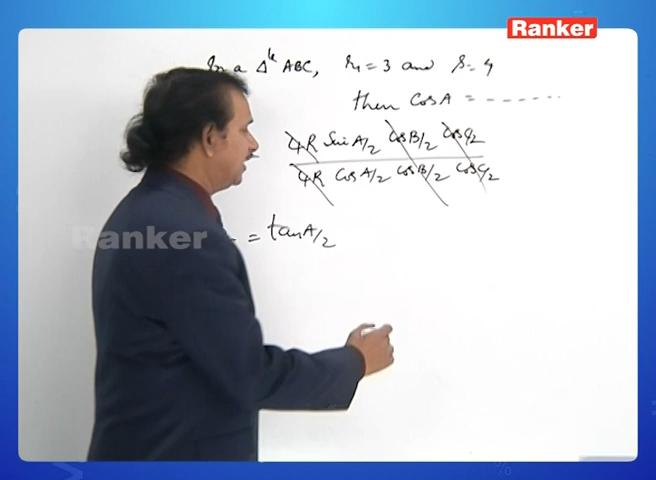 Ranker
In a Δle ABC, r₁ = 3 and s = 4
then cos A = - - - - - -
4R Sin A/2 cos B/2 cos C/2
4R cos A/2 cos B/2 cos C/2
= tan A/2
Ranker